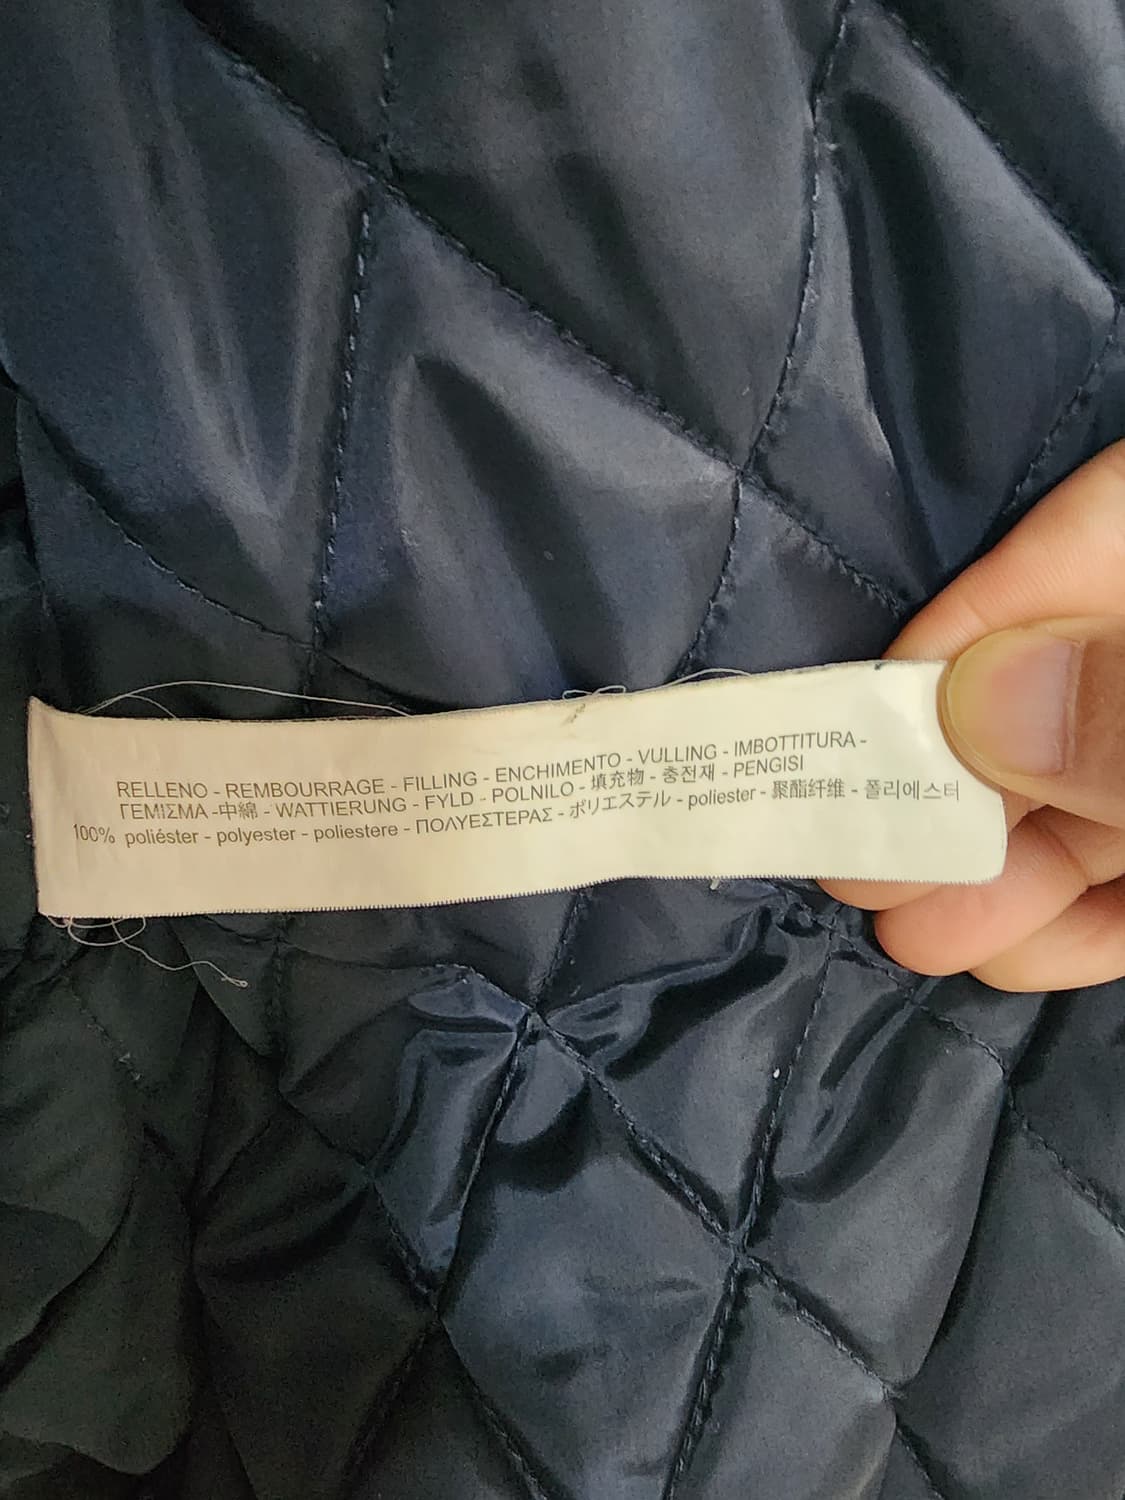 RELLENO - REMBOURRAGE - FILLING - ENCHIMENTO - VULLING - IMBOTTITURA -
ΓΕΜΙΣΜΑ -中綿 - WATTIERUNG - FYLD - POLNILO - 填充物 - 충전재 - PENGISI
100% poliéster - polyester - poliestere - ΠΟΛΥΕΣΤΕΡΑΣ - ポリエステル - poliester - 聚酯纤维 - 폴리에스터